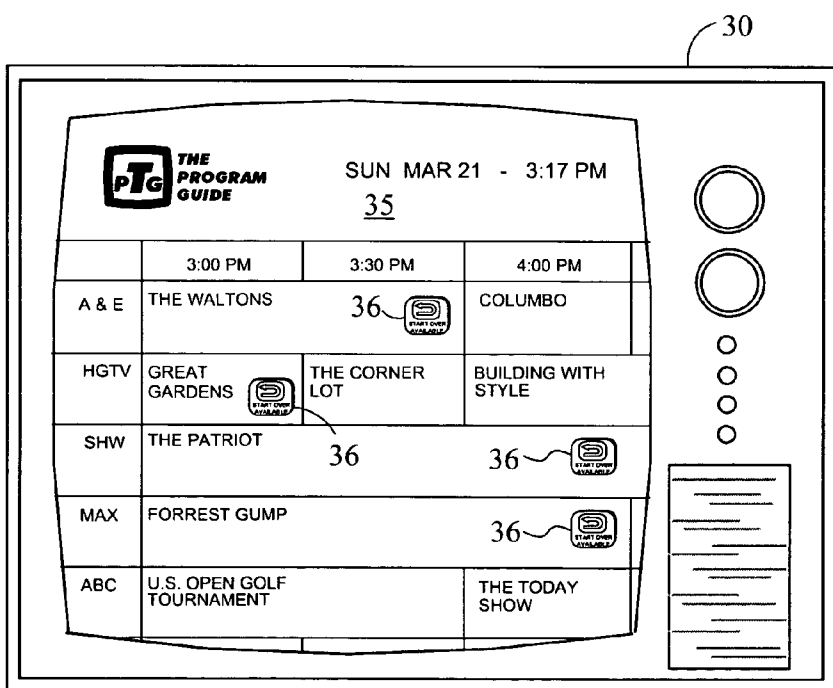 30
PTG
THE
PROGRAM
GUIDE
SUN MAR 21 - 3:17 PM
35
3:00 PM 3:30 PM 4:00 PM
A & E THE WALTONS 36 START OVER AVAILABLE COLUMBO
HGTV GREAT GARDENS START OVER AVAILABLE THE CORNER LOT BUILDING WITH STYLE
36
SHW THE PATRIOT 36 START OVER AVAILABLE
MAX FORREST GUMP 36 START OVER AVAILABLE
ABC U.S. OPEN GOLF TOURNAMENT THE TODAY SHOW